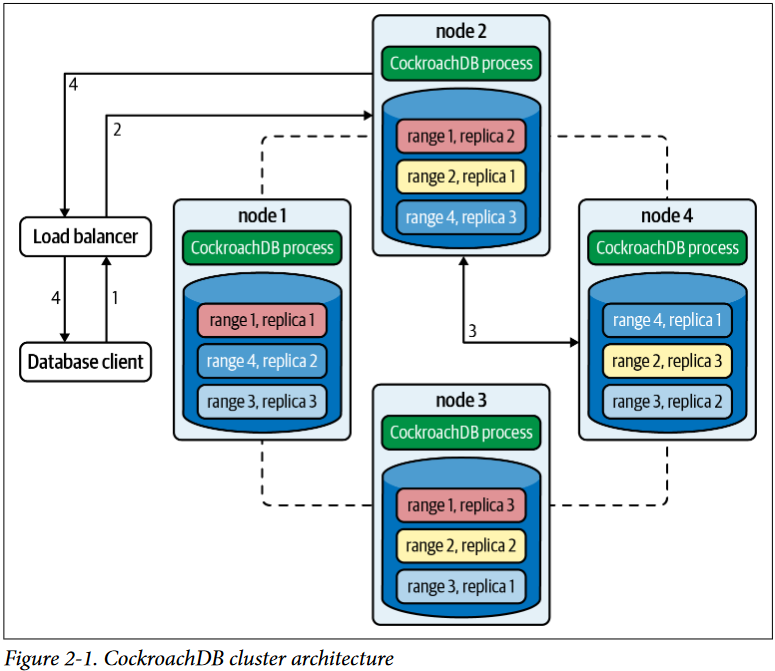 node 2
CockroachDB process
range 1, replica 2
range 2, replica 1
range 4, replica 3
4
2
Load balancer
4
1
Database client
node 1
CockroachDB process
range 1, replica 1
range 4, replica 2
range 3, replica 3
node 4
CockroachDB process
range 4, replica 1
range 2, replica 3
range 3, replica 2
3
node 3
CockroachDB process
range 1, replica 3
range 2, replica 2
range 3, replica 1
Figure 2-1. CockroachDB cluster architecture